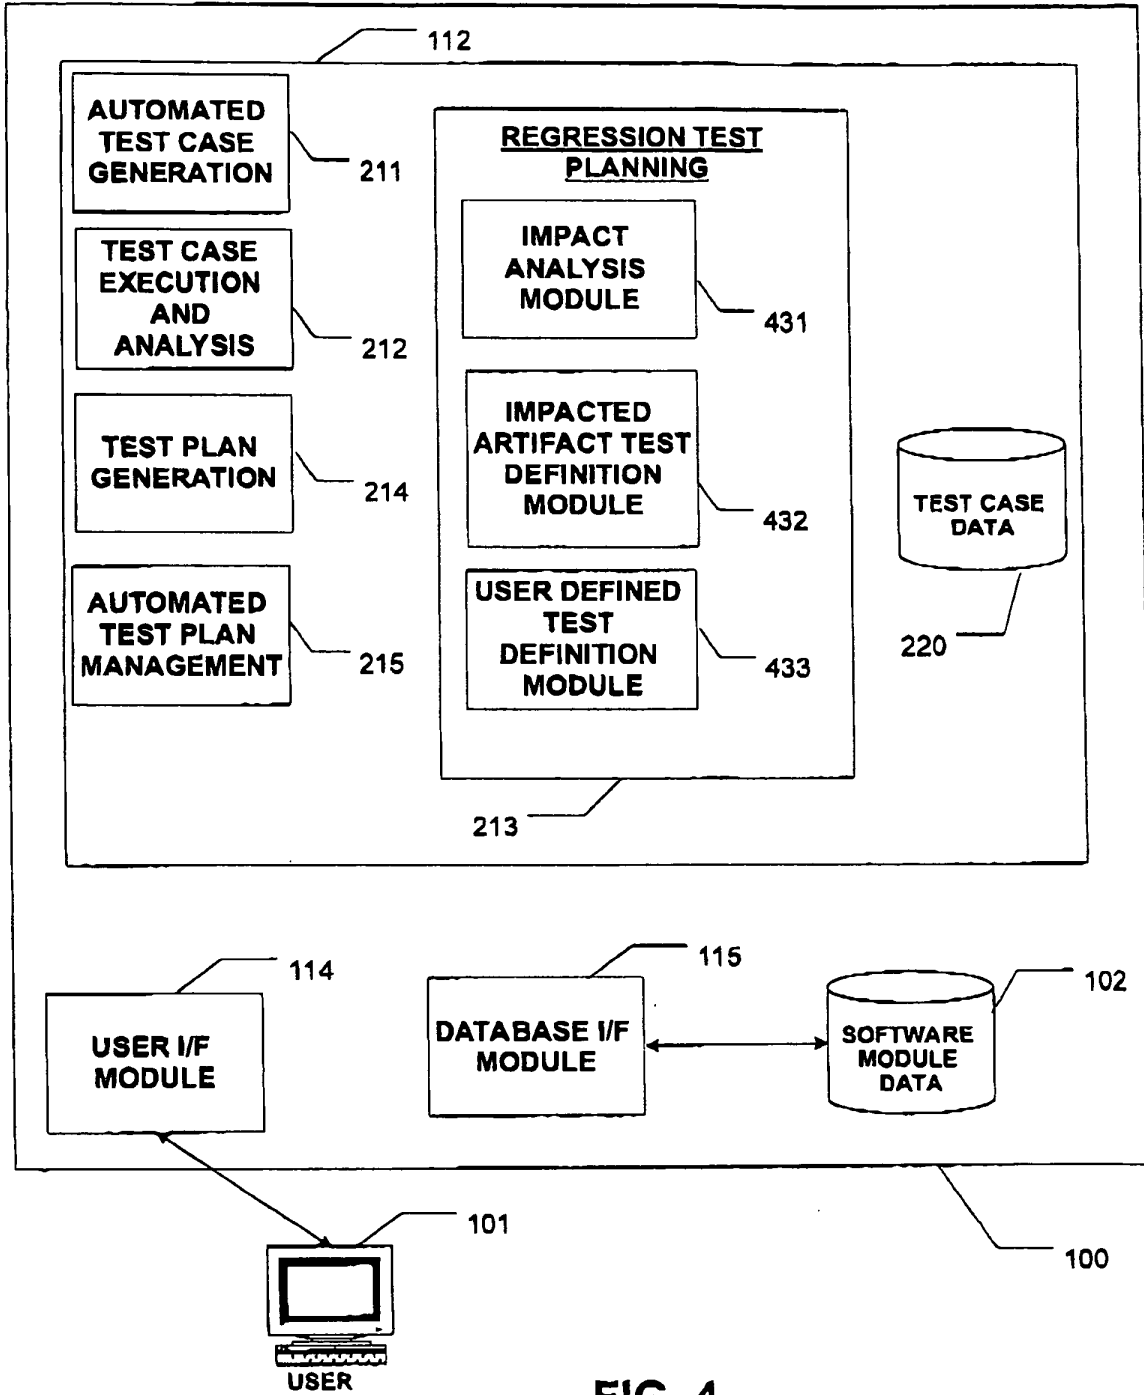 112
AUTOMATED
TEST CASE
GENERATION
211
TEST CASE
EXECUTION
AND
ANALYSIS
212
TEST PLAN
GENERATION
214
AUTOMATED
TEST PLAN
MANAGEMENT
215
REGRESSION TEST
PLANNING
IMPACT
ANALYSIS
MODULE
431
IMPACTED
ARTIFACT TEST
DEFINITION
MODULE
432
USER DEFINED
TEST
DEFINITION
MODULE
433
213
TEST CASE
DATA
220
114
USER I/F
MODULE
115
DATABASE I/F
MODULE
102
SOFTWARE
MODULE
DATA
101
100
USER
FIG. 4